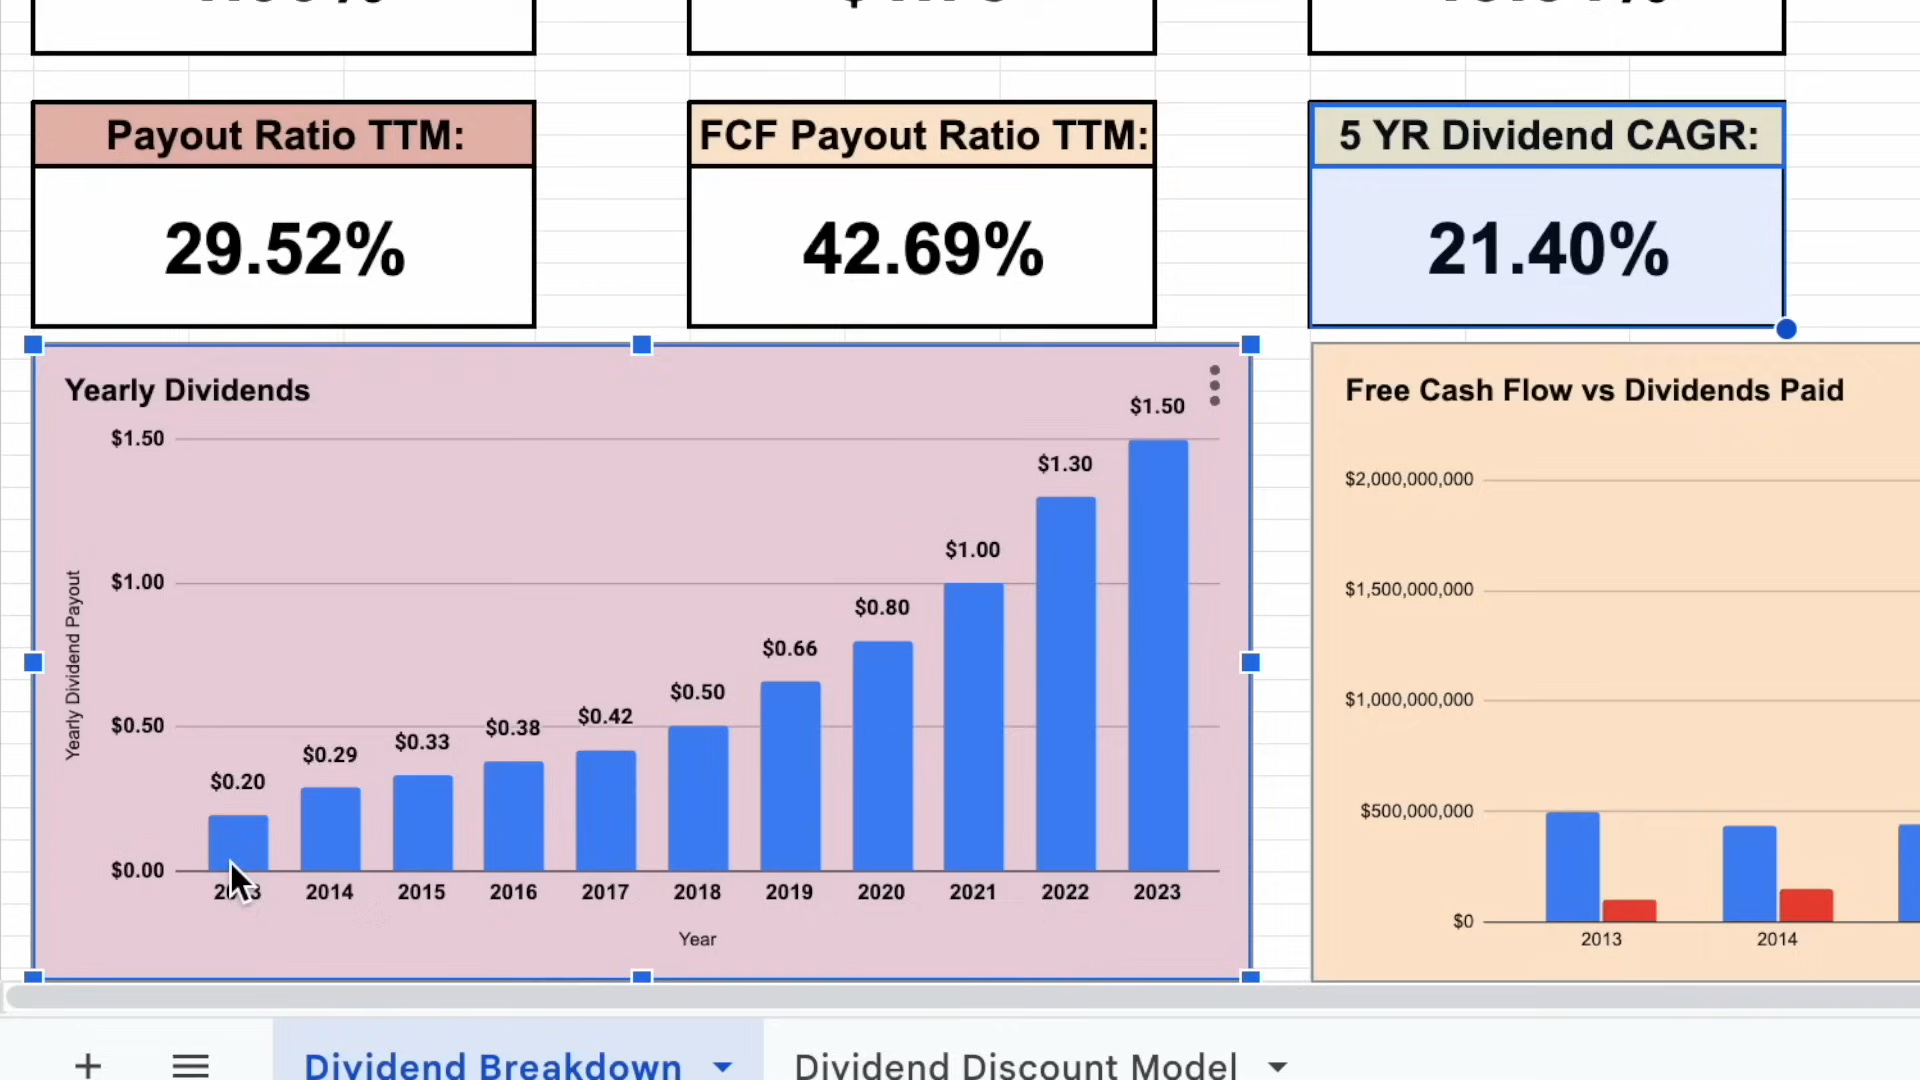 Payout Ratio TTM:
FCF Payout Ratio TTM:
5 YR Dividend CAGR:
29.52%
42.69%
21.40%
Yearly Dividends
Yearly Dividend Payout
$1.50
$1.00
$0.50
$0.00
$0.20
$0.29
$0.33
$0.38
$0.42
$0.50
$0.66
$0.80
$1.00
$1.30
$1.50
2013 2014 2015 2016 2017 2018 2019 2020 2021 2022 2023
Year
Free Cash Flow vs Dividends Paid
$2,000,000,000
$1,500,000,000
$1,000,000,000
$500,000,000
$0
2013 2014
Dividend Breakdown
Dividend Discount Model